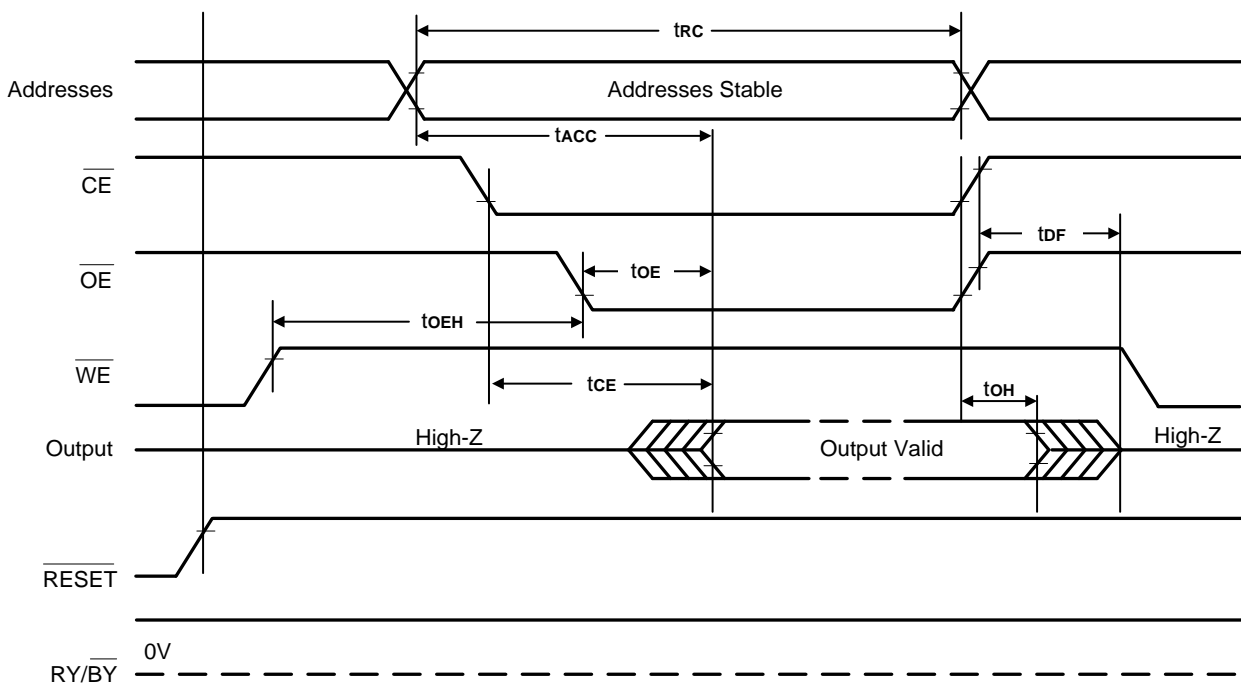 tRC
Addresses
Addresses Stable
tACC
CE
tDF
OE
tOE
tOEH
WE
tCE
tOH
Output
High-Z
Output Valid
High-Z
RESET
0V
RY/BY